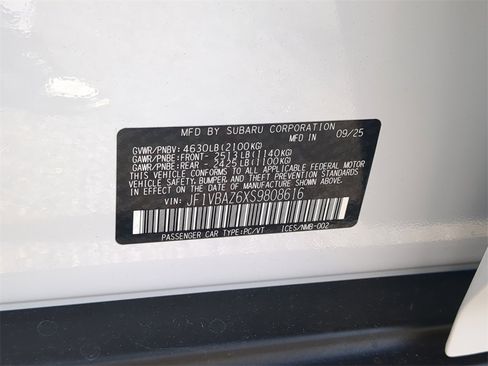 MFD BY SUBARU CORPORATION
MFD IN 09/25
GVWR/PNBV: 4630LB(2100KG)
GAWR/PNBE:FRONT- 2513LB(1140KG)
GAWR/PNBE:REAR - 2425LB(1100KG)
THIS VEHICLE CONFORMS TO ALL APPLICABLE FEDERAL MOTOR
VEHICLE SAFETY, BUMPER, AND THEFT PREVENTION STANDARDS
IN EFFECT ON THE DATE OF MANUFACTURE SHOWN ABOVE.
VIN: JF1VBAZ6XS9808616
PASSENGER CAR TYPE:PC/VT ICES/NMB-002